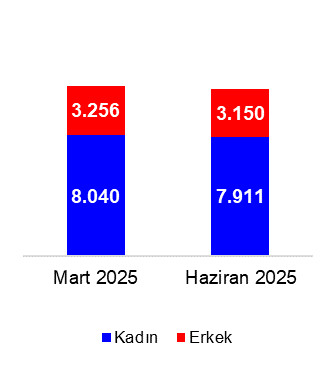 3.256
3.150
8.040
7.911
Mart 2025
Haziran 2025
Kadın
Erkek